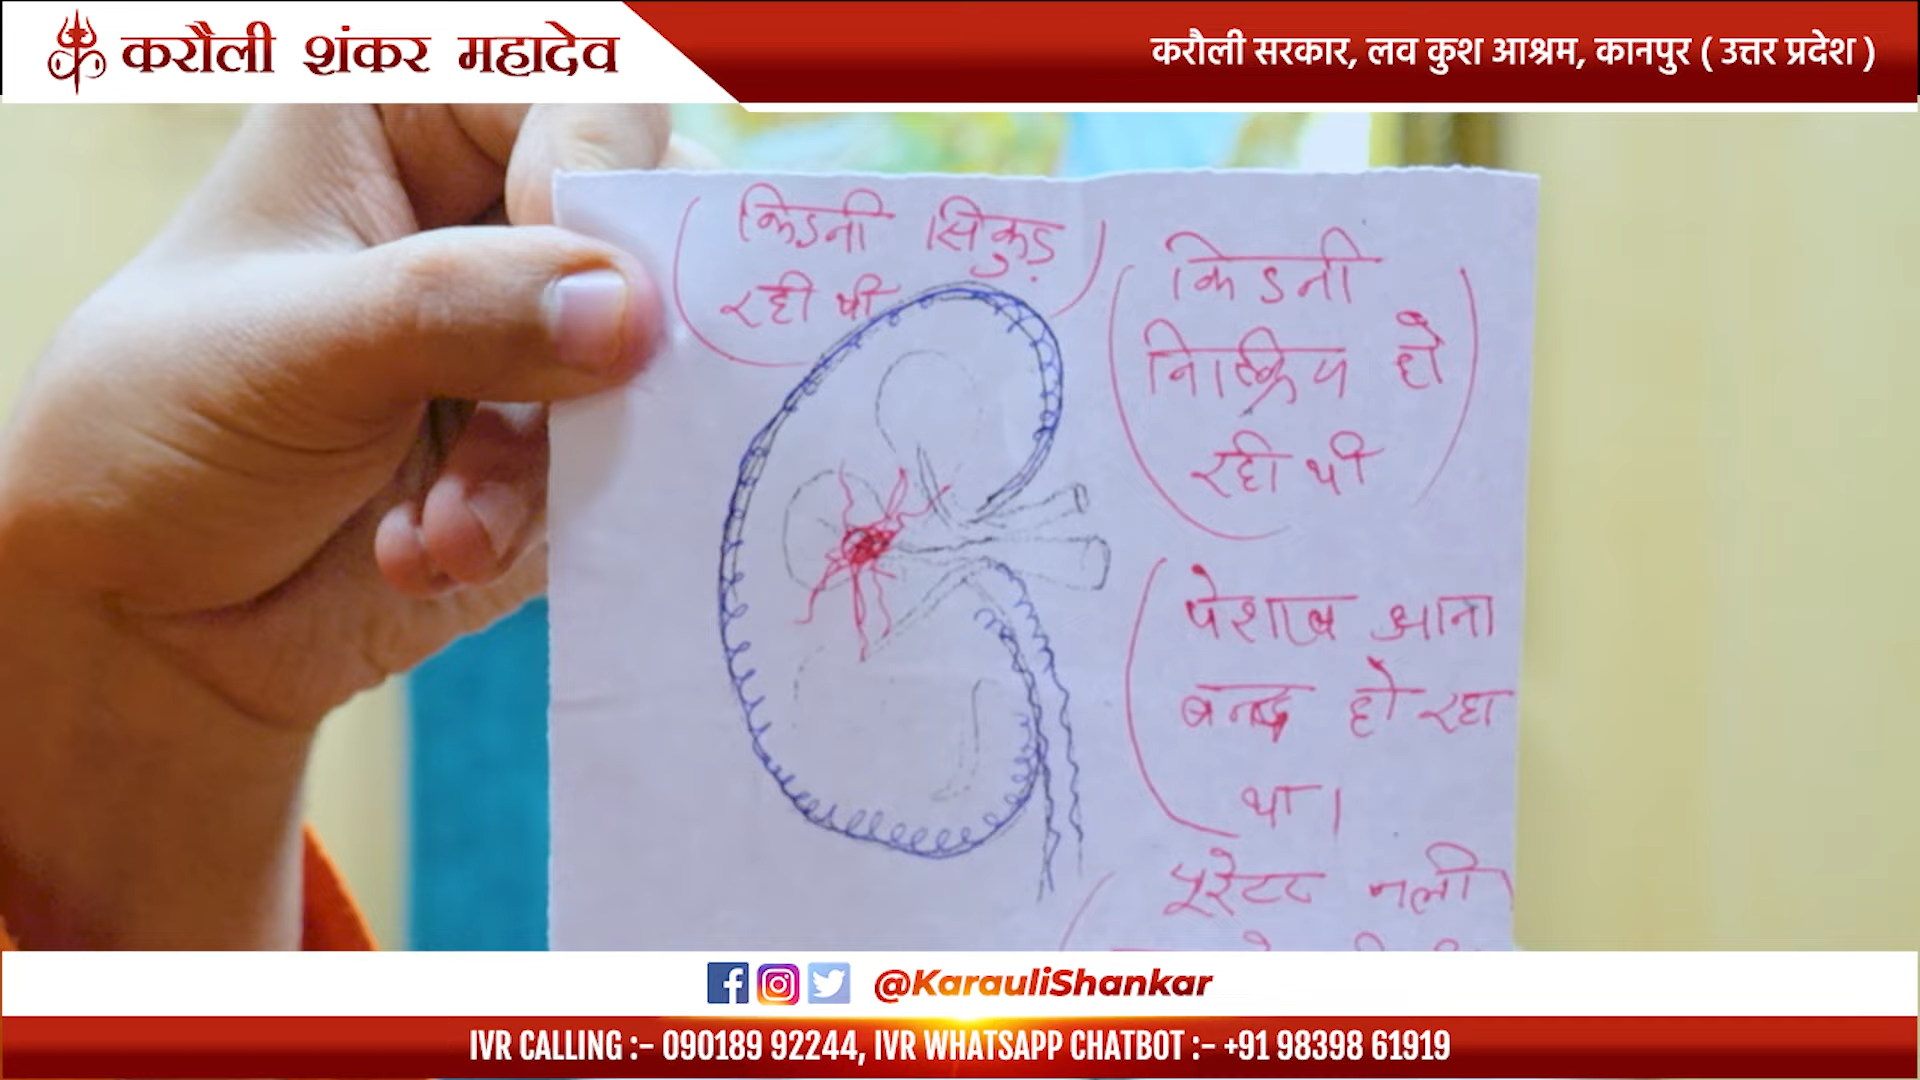 करौली शंकर महादेव
करौली सरकार, लव कुश आश्रम, कानपुर ( उत्तर प्रदेश )
(किडनी सिकुड़
रही थी)
(किडनी
निष्क्रिय हो
रही थी)
(पेशाब आना
बन्द हो रहा
था।
नली
@KarauliShankar
IVR CALLING :- 090189 92244, IVR WHATSAPP CHATBOT :- +91 98398 61919